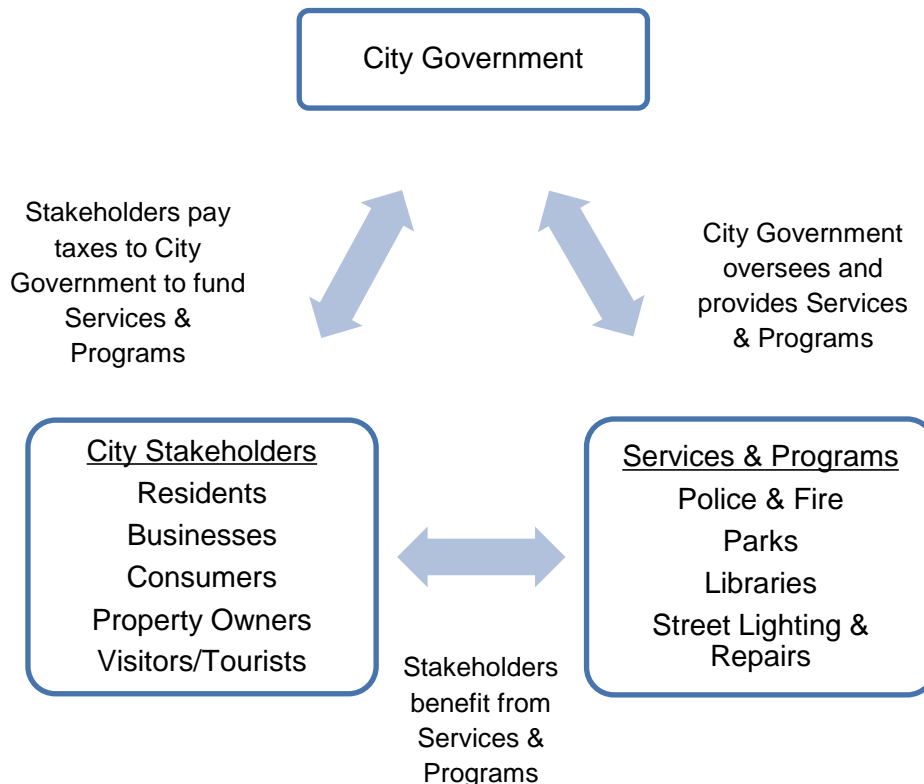 City Government
Stakeholders pay
taxes to City
Government to fund
Services &
Programs
City Government
oversees and
provides Services
& Programs
City Stakeholders
Residents
Businesses
Consumers
Property Owners
Visitors/Tourists
Services & Programs
Police & Fire
Parks
Libraries
Street Lighting &
Repairs
Stakeholders
benefit from
Services &
Programs